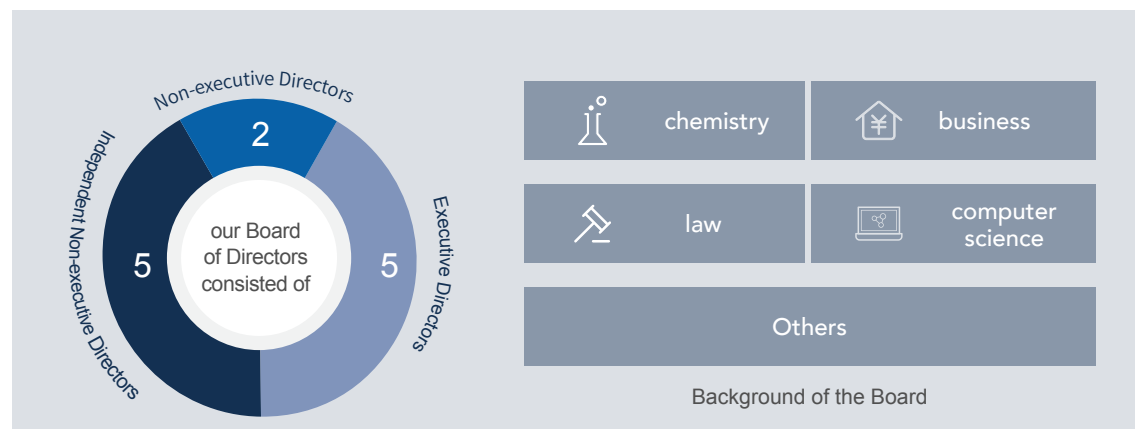 Non-executive Directors
2
Independent Non-executive Directors
5
our Board
of Directors
consisted of
5
Executive Directors
chemistry
¥
business
law
computer
science
Others
Background of the Board